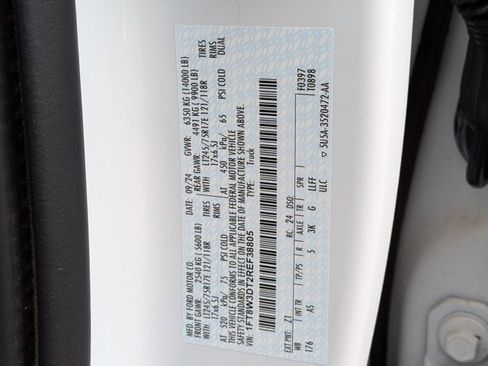 MFD. BY FORD MOTOR CO. DATE: 09/24 GVWR: 6350 KG (14000 LB)
FRONT GAWR: 2540 KG (5600 LB) REAR GAWR: 4491 KG (9900 LB)
WITH LT245/75R17E 121/118R TIRES WITH LT245/75R17E 121/118R TIRES
17x6.5J RIMS 17x6.5J RIMS
AT 520 kPa/ 75 PSI COLD AT 450 kPa/ 65 PSI COLD DUAL
THIS VEHICLE CONFORMS TO ALL APPLICABLE FEDERAL MOTOR VEHICLE
SAFETY STANDARDS IN EFFECT ON THE DATE OF MANUFACTURE SHOWN ABOVE.
VIN: 1FT8W3DT2REF38805 TYPE: Truck
F0397
T0898
EXT PNT: Z1 RC: 24 DSO:
WB INT TR TP/PS R AXLE TR SPR
176 AS 5 3K G LLFF
ULC
▽ 5U5A-3520472-AA